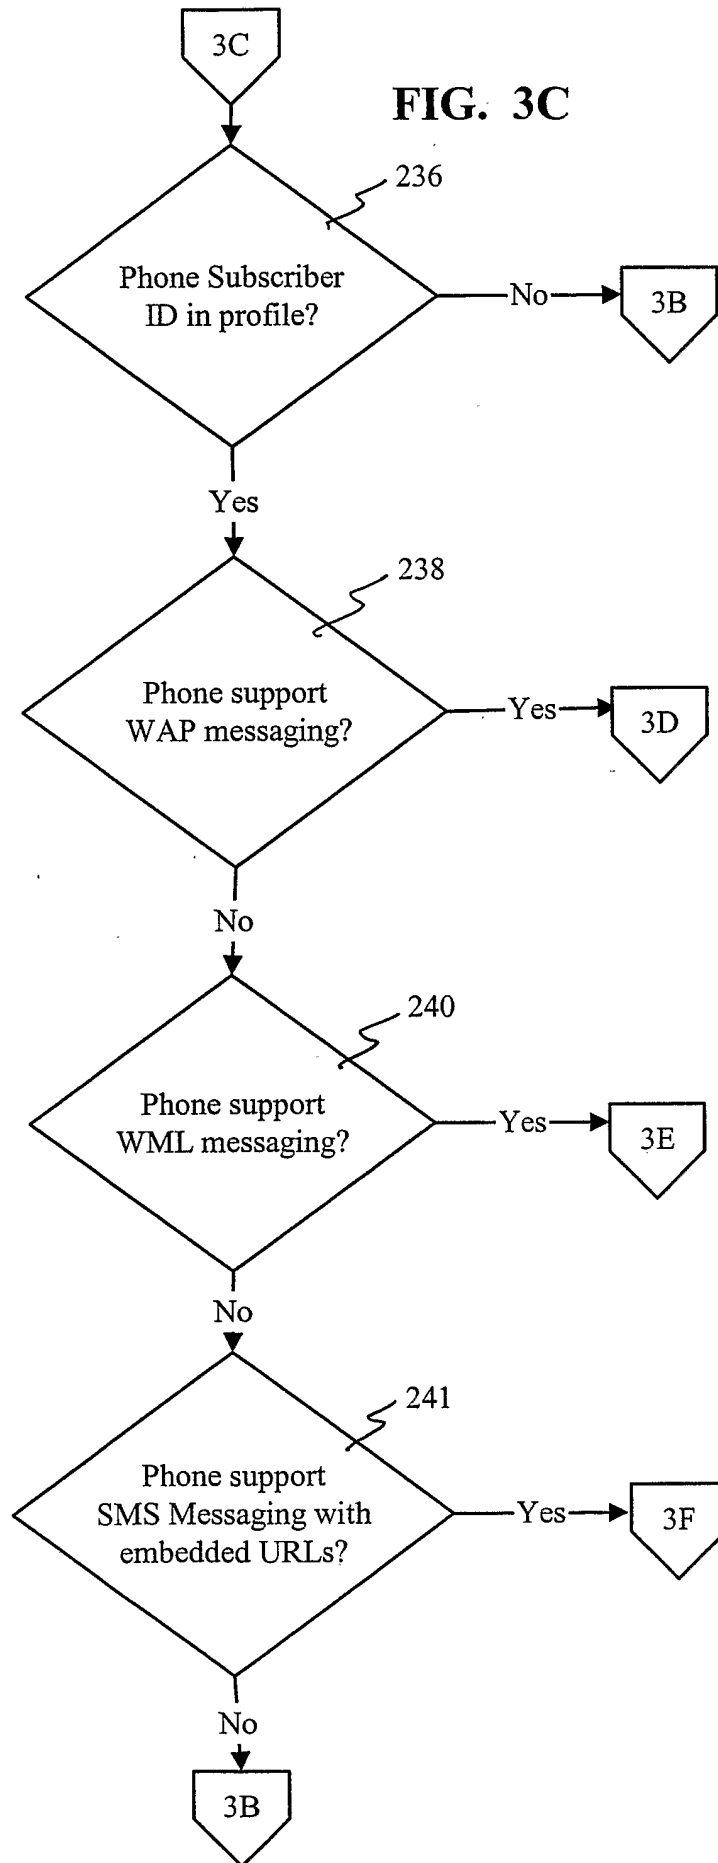 3C
FIG. 3C
236
Phone Subscriber
ID in profile?
No
3B
Yes
238
Phone support
WAP messaging?
Yes
3D
No
240
Phone support
WML messaging?
Yes
3E
No
241
Phone support
SMS Messaging with
embedded URLs?
Yes
3F
No
3B